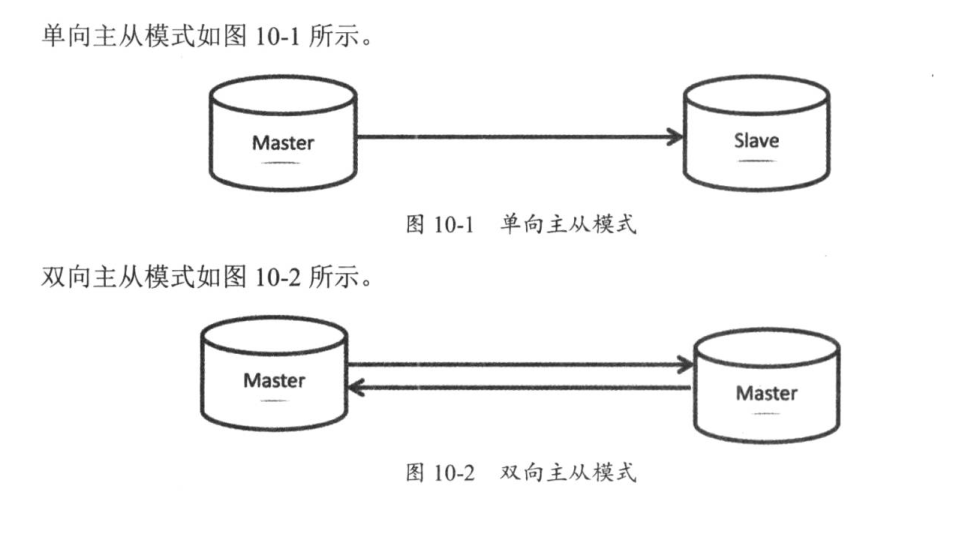 单向主从模式如图 10-1 所示。
Master
Slave
图 10-1 单向主从模式
双向主从模式如图 10-2 所示。
Master
Master
图 10-2 双向主从模式